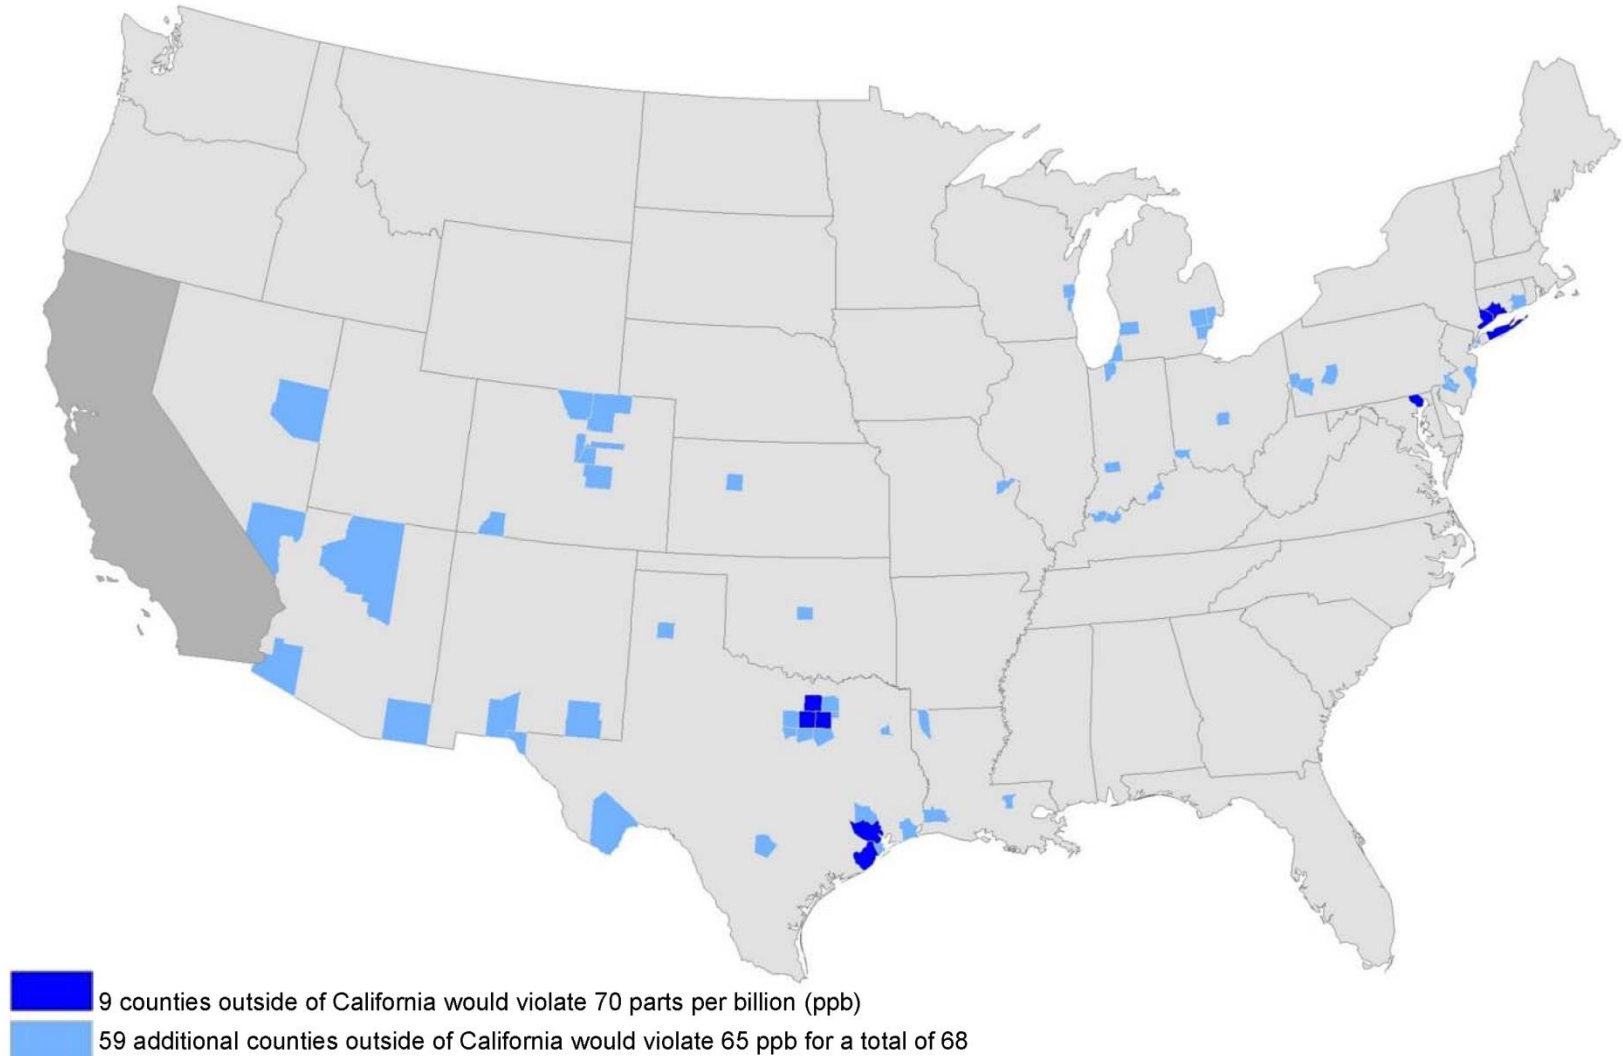 9 counties outside of California would violate 70 parts per billion (ppb)
59 additional counties outside of California would violate 65 ppb for a total of 68